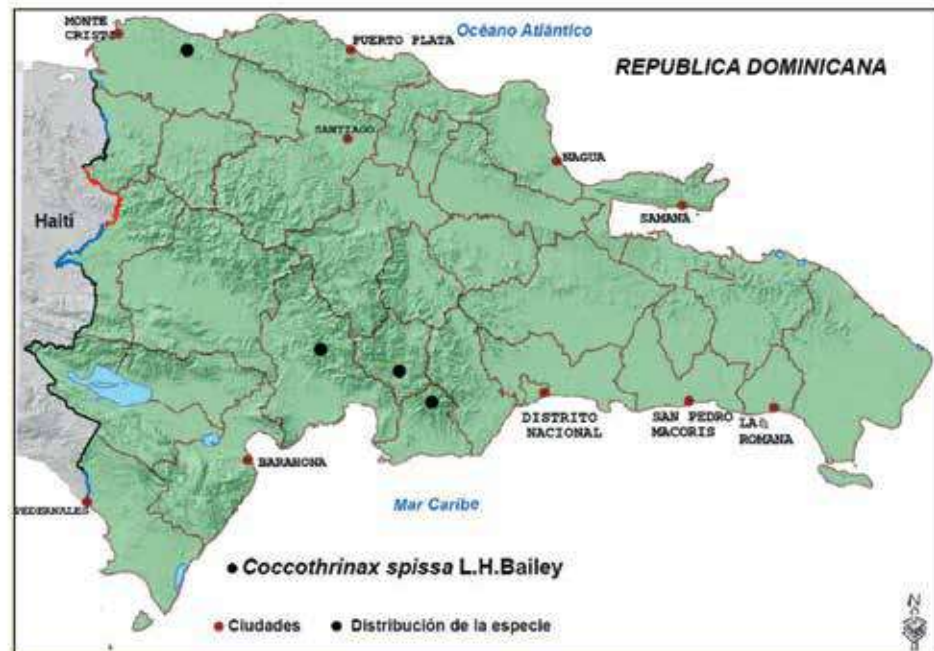 MONTE
CRISTI
PUERTO PLATA
Océano Atlántico
REPUBLICA DOMINICANA
SANTIAGO
NAGUA
SAMANA
Haití
DISTRITO
NACIONAL
SAN PEDRO
MACORIS
LA
ROMANA
BARAHONA
PEDERNALES
Mar Caribe
Coccothrinax spissa L.H.Bailey
Ciudades
Distribución de la especie
N